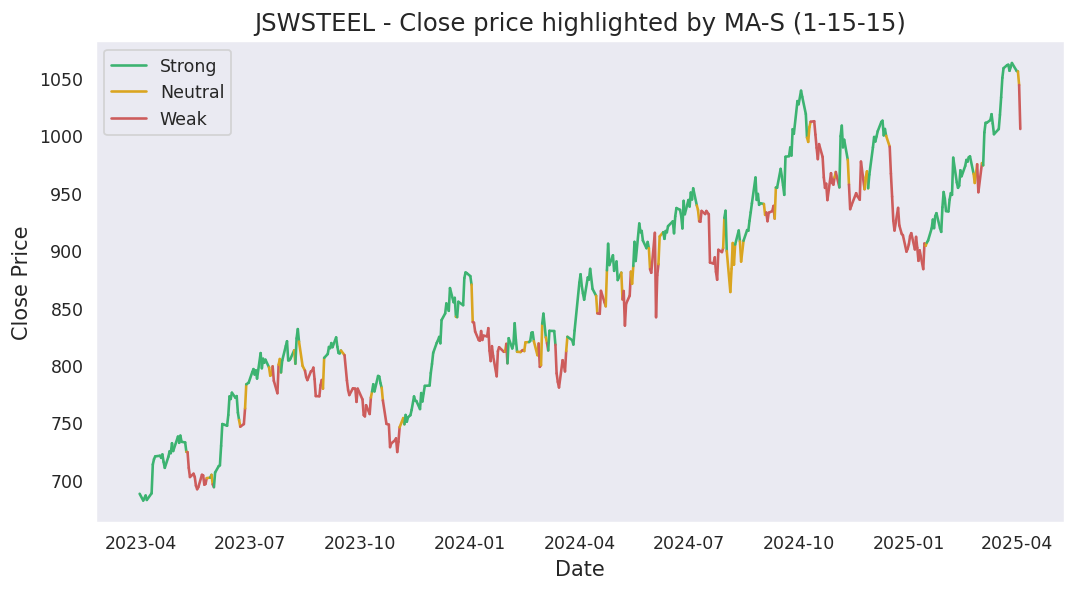 JSWSTEEL - Close price highlighted by MA-S (1-15-15)
Strong
Neutral
Weak
Close Price
1050
1000
950
900
850
800
750
700
2023-04
2023-07
2023-10
2024-01
2024-04
2024-07
2024-10
2025-01
2025-04
Date